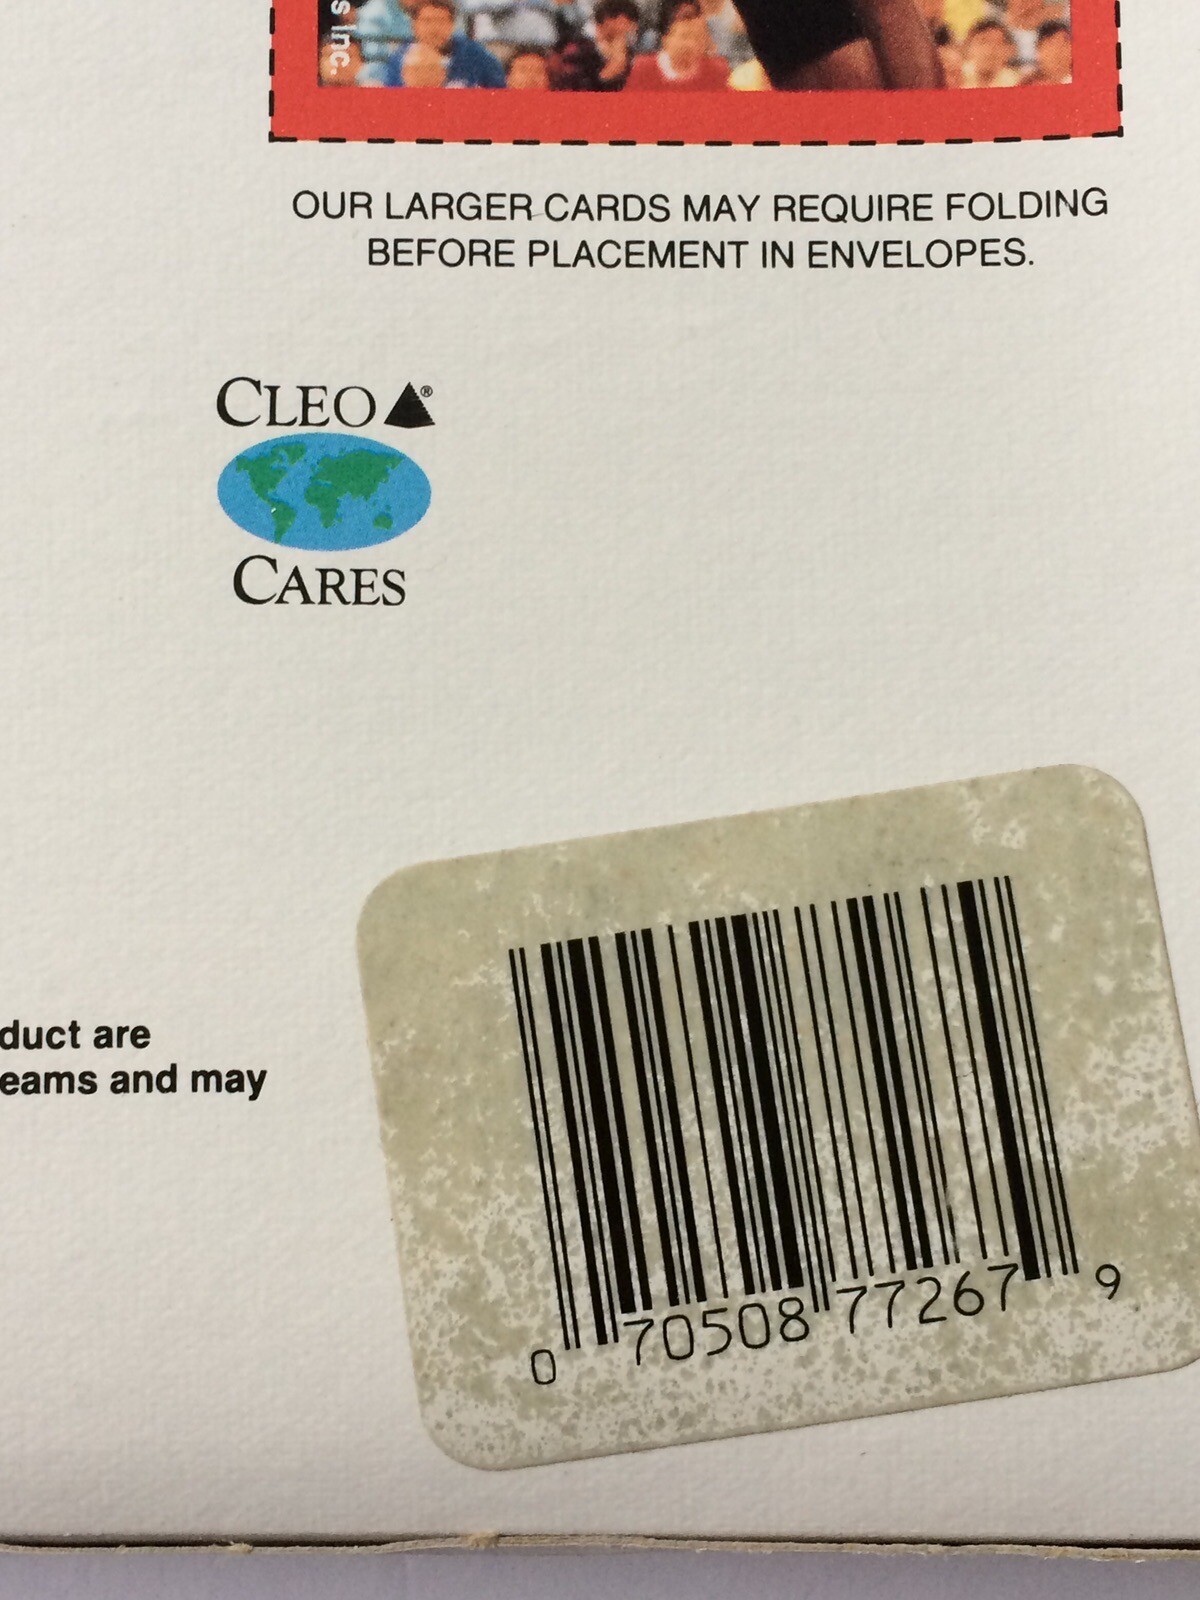 s Inc.
OUR LARGER CARDS MAY REQUIRE FOLDING
BEFORE PLACEMENT IN ENVELOPES.
CLEO®
CARES
duct are
eams and may
0 70508 77267 9